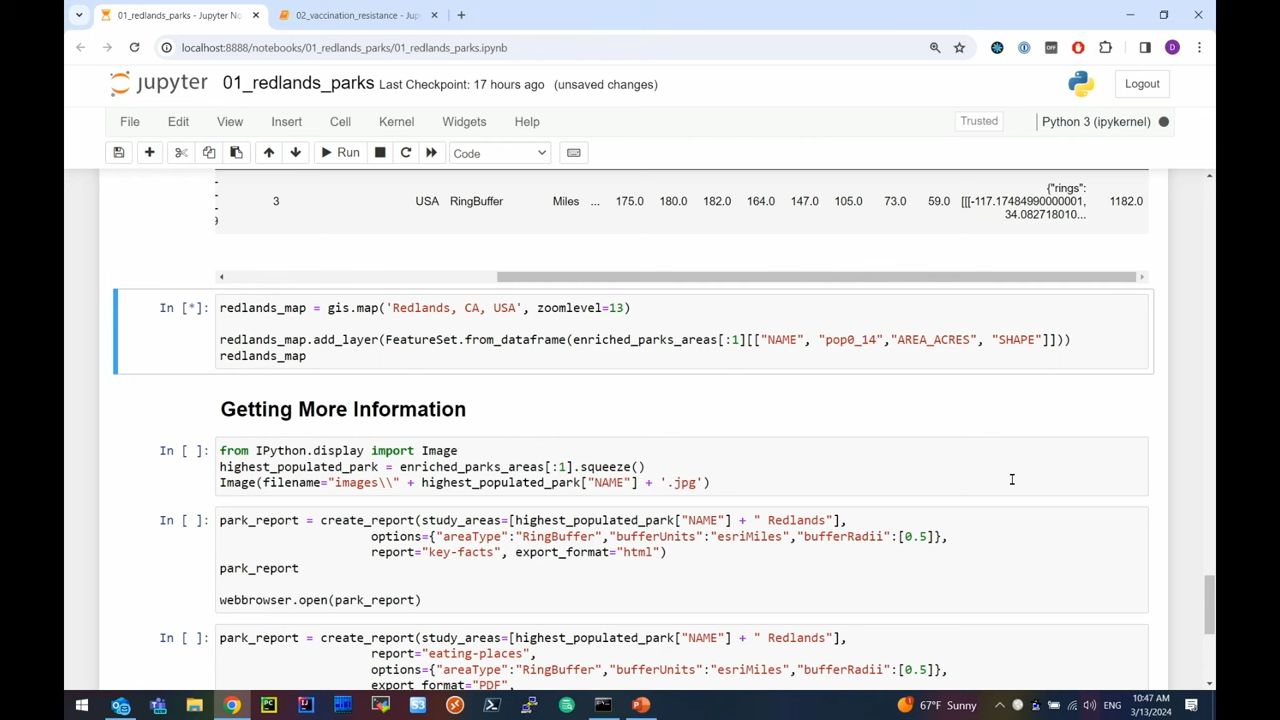 01_redlands_parks - Jupyter No
02_vaccination_resistance - Jup
localhost:8888/notebooks/01_redlands_parks/01_redlands_parks.ipynb
OFF
D
jupyter 01_redlands_parks Last Checkpoint: 17 hours ago (unsaved changes)
Logout
File Edit View Insert Cell Kernel Widgets Help
Trusted
Python 3 (ipykernel)
Run
Code
{"rings":
3 USA RingBuffer Miles ... 175.0 180.0 182.0 164.0 147.0 105.0 73.0 59.0 [[[-117.17484990000001, 1182.0
34.082718010...
In [*]: redlands_map = gis.map('Redlands, CA, USA', zoomlevel=13)
redlands_map.add_layer(FeatureSet.from_dataframe(enriched_parks_areas[:1][["NAME", "pop0_14","AREA_ACRES", "SHAPE"]]))
redlands_map
Getting More Information
In [ ]: from IPython.display import Image
highest_populated_park = enriched_parks_areas[:1].squeeze()
Image(filename="images\\" + highest_populated_park["NAME"] + '.jpg')
In [ ]: park_report = create_report(study_areas=[highest_populated_park["NAME"] + " Redlands"],
options={"areaType":"RingBuffer","bufferUnits":"esriMiles","bufferRadii":[0.5]},
report="key-facts", export_format="html")
park_report
webbrowser.open(park_report)
In [ ]: park_report = create_report(study_areas=[highest_populated_park["NAME"] + " Redlands"],
report="eating-places",
options={"areaType":"RingBuffer","bufferUnits":"esriMiles","bufferRadii":[0.5]},
export_format="PDF"
67°F Sunny
10:47 AM
3/13/2024